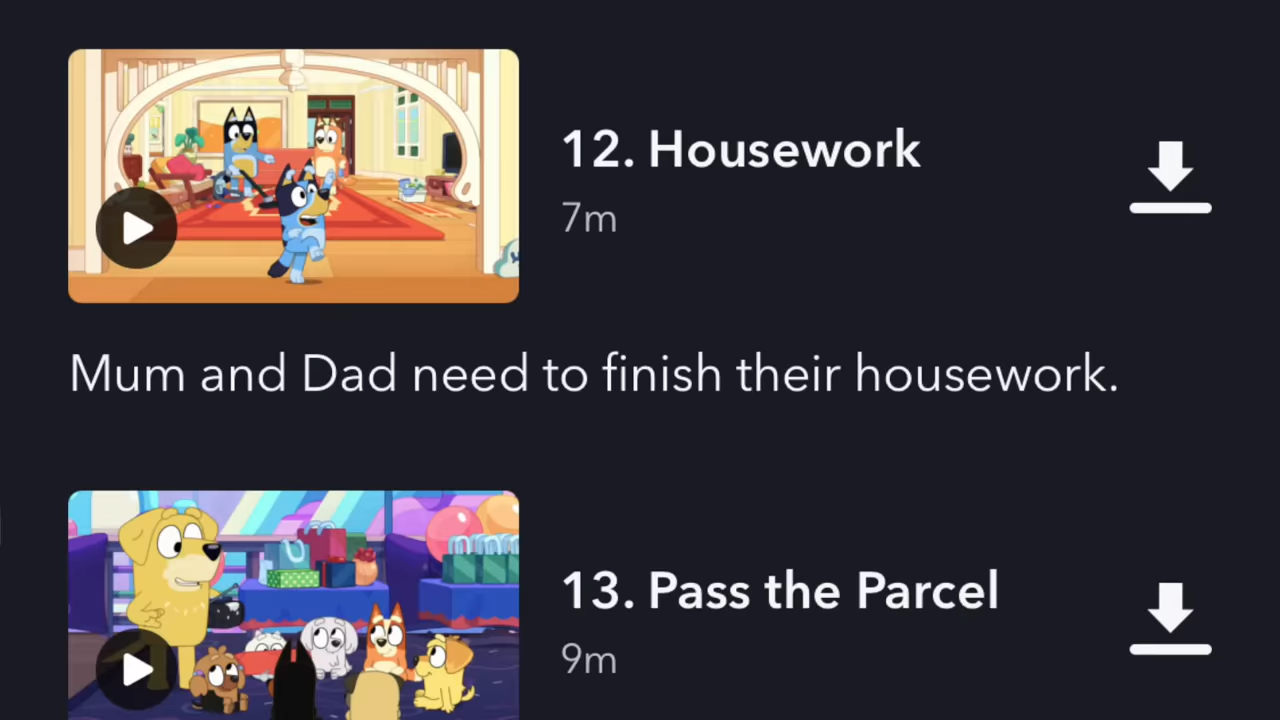 12. Housework
7m
Mum and Dad need to finish their housework.
13. Pass the Parcel
9m